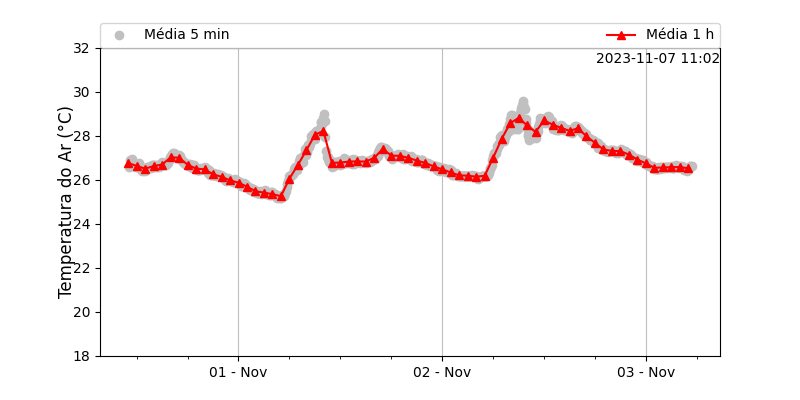 Média 5 min
Média 1 h
2023-11-07 11:02
Temperatura do Ar (°C)
32
30
28
26
24
22
20
18
01 - Nov
02 - Nov
03 - Nov